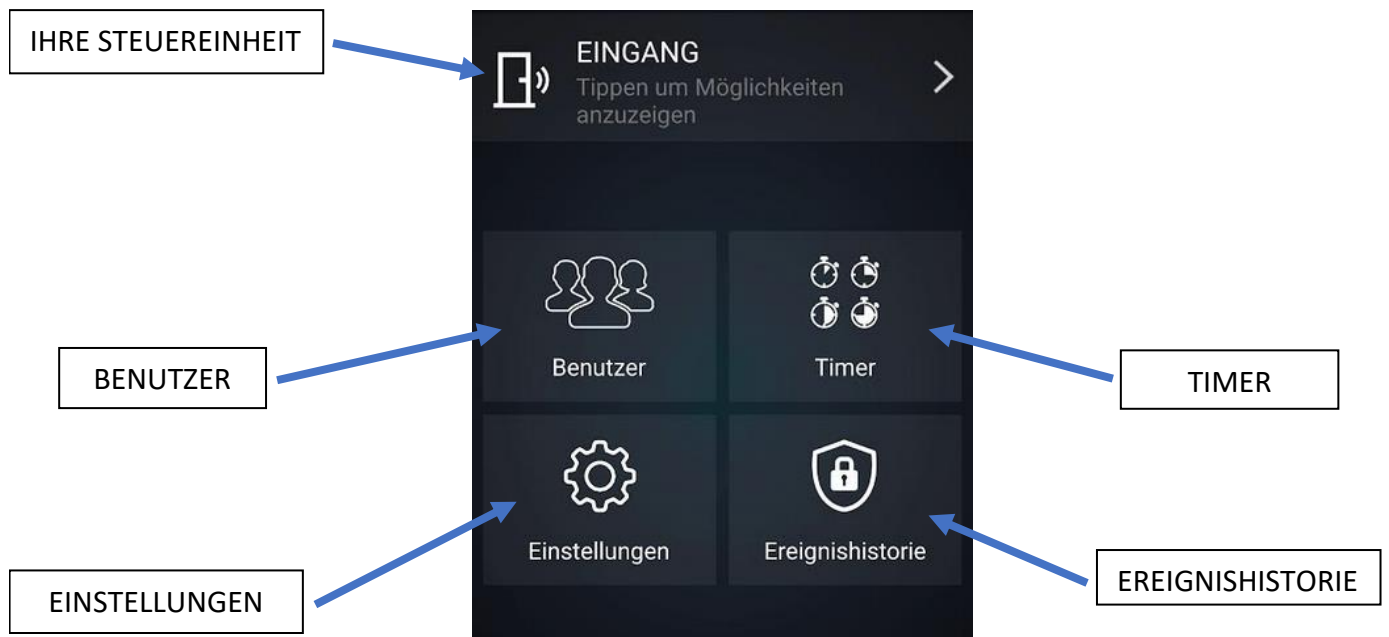 IHRE STEUEREINHEIT
EINGANG
Tippen um Möglichkeiten
anzuzeigen
Benutzer
Timer
BENUTZER
TIMER
Einstellungen
Ereignishistorie
EINSTELLUNGEN
EREIGNISHISTORIE